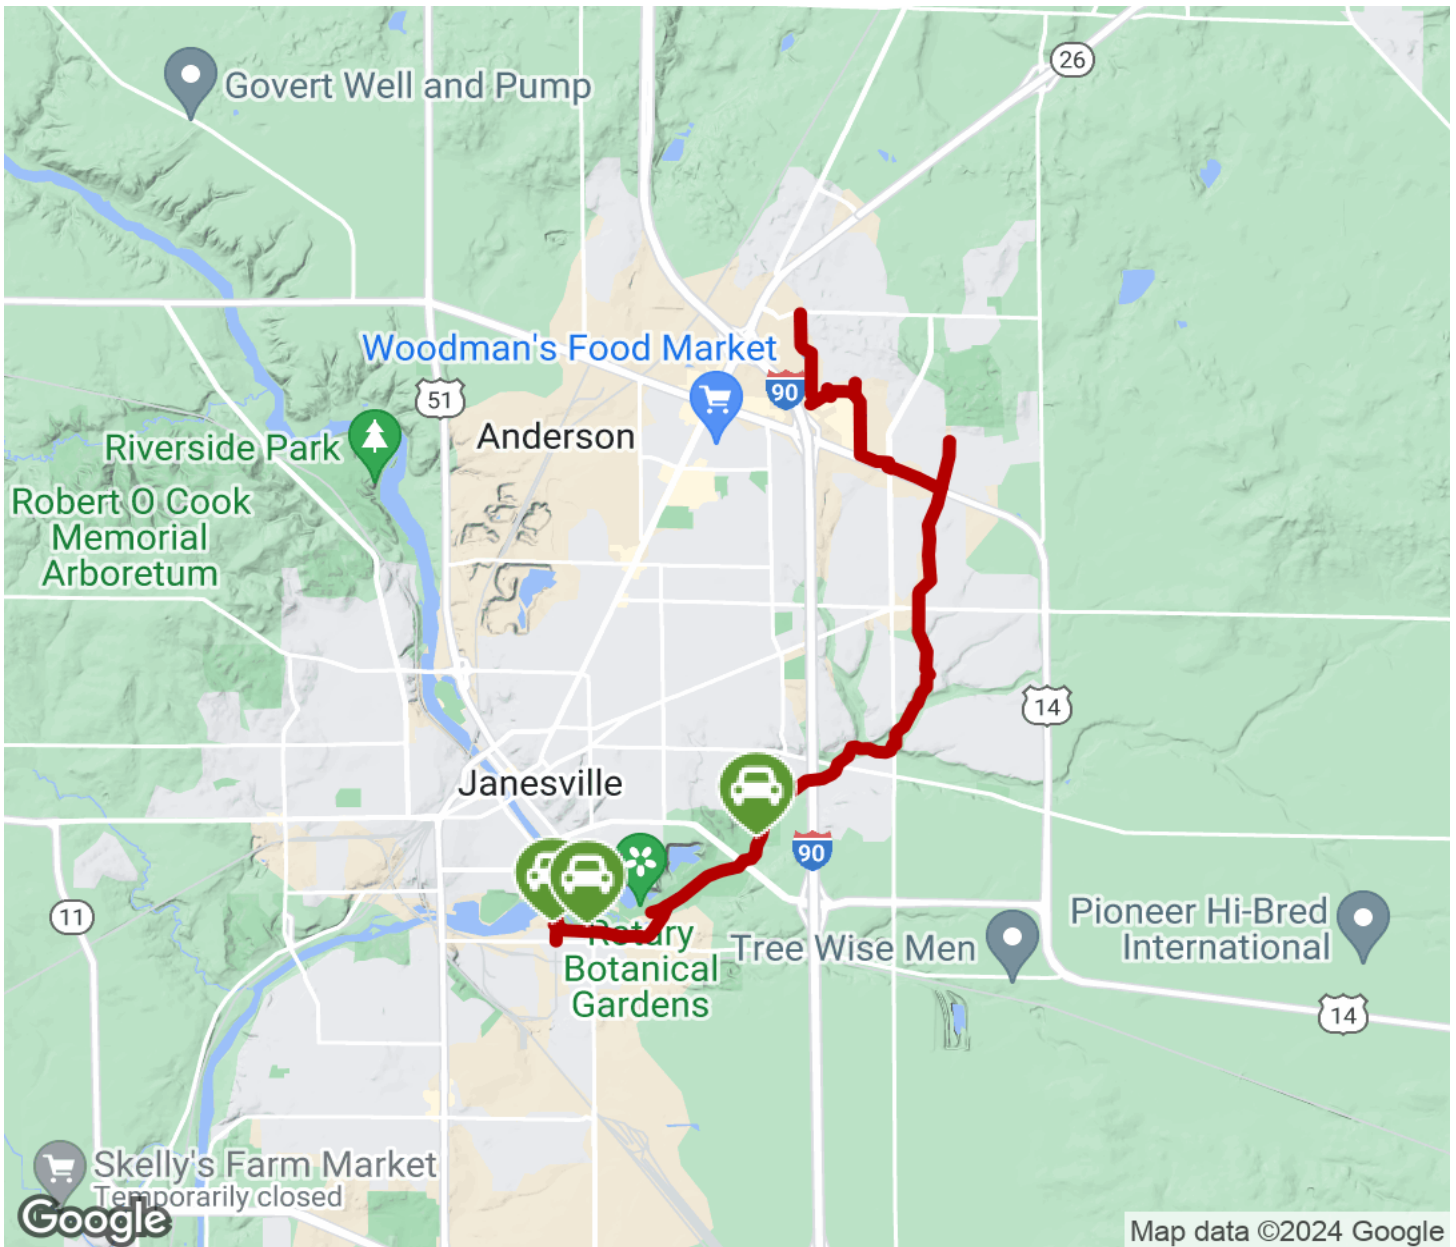 26
Govert Well and Pump
Woodman's Food Market
51
90
Riverside Park
Anderson
Robert O Cook
Memorial
Arboretum
14
Janesville
90
11
Pioneer Hi-Bred
International
Rotary
Botanical
Gardens
Tree Wise Men
14
Skelly's Farm Market
Temporarily closed
Google
Map data ©2024 Google